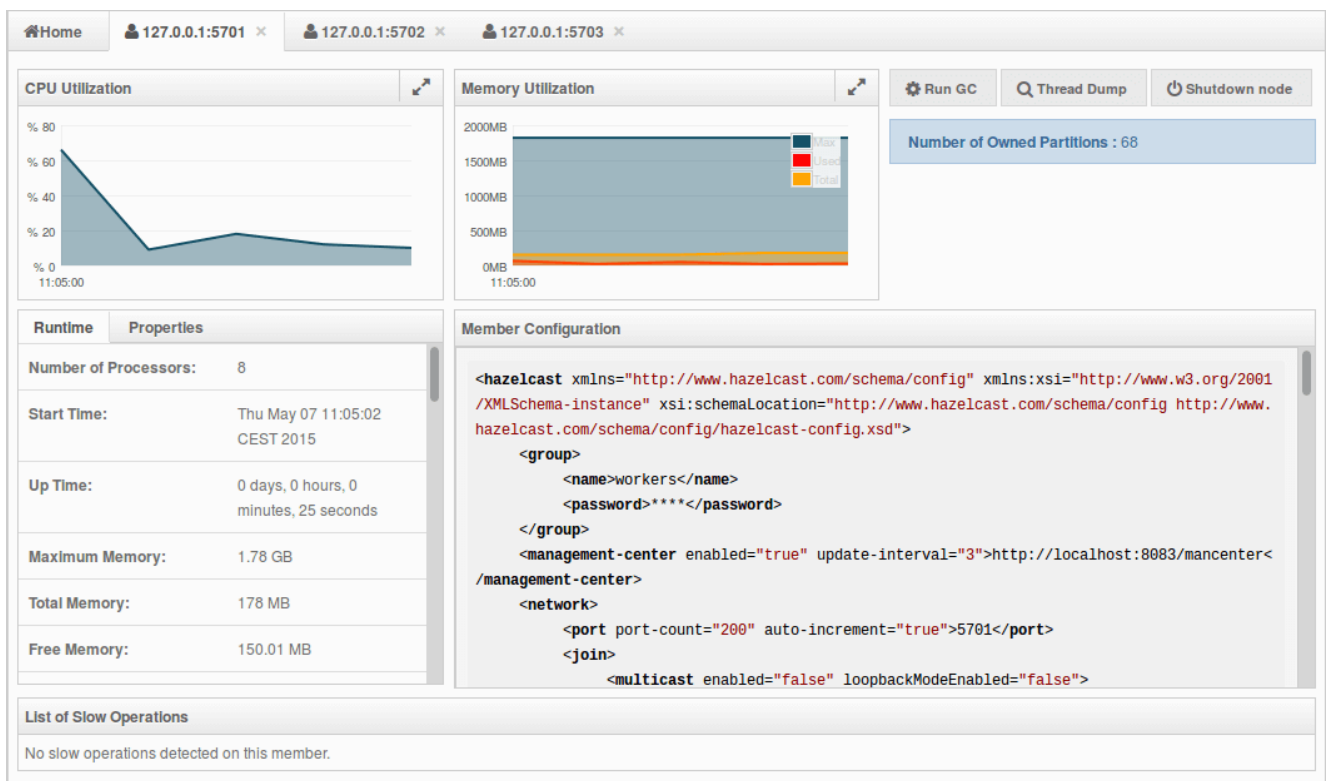 Home 127.0.0.1:5701 × 127.0.0.1:5702 × 127.0.0.1:5703 ×
CPU Utilization
% 80
% 60
% 40
% 20
% 0
11:05:00
Memory Utilization
2000MB
1500MB
1000MB
500MB
0MB
11:05:00
Max
Used
Total
Run GC Thread Dump Shutdown node
Number of Owned Partitions : 68
Runtime Properties
Number of Processors: 8
Start Time: Thu May 07 11:05:02
CEST 2015
Up Time: 0 days, 0 hours, 0
minutes, 25 seconds
Maximum Memory: 1.78 GB
Total Memory: 178 MB
Free Memory: 150.01 MB
Member Configuration
<hazelcast xmlns="http://www.hazelcast.com/schema/config" xmlns:xsi="http://www.w3.org/2001
/XMLSchema-instance" xsi:schemaLocation="http://www.hazelcast.com/schema/config http://www.
hazelcast.com/schema/config/hazelcast-config.xsd">
<group>
<name>workers</name>
<password>****</password>
</group>
<management-center enabled="true" update-interval="3">http://localhost:8083/mancenter<
/management-center>
<network>
<port port-count="200" auto-increment="true">5701</port>
<join>
<multicast enabled="false" loopbackModeEnabled="false">
List of Slow Operations
No slow operations detected on this member.